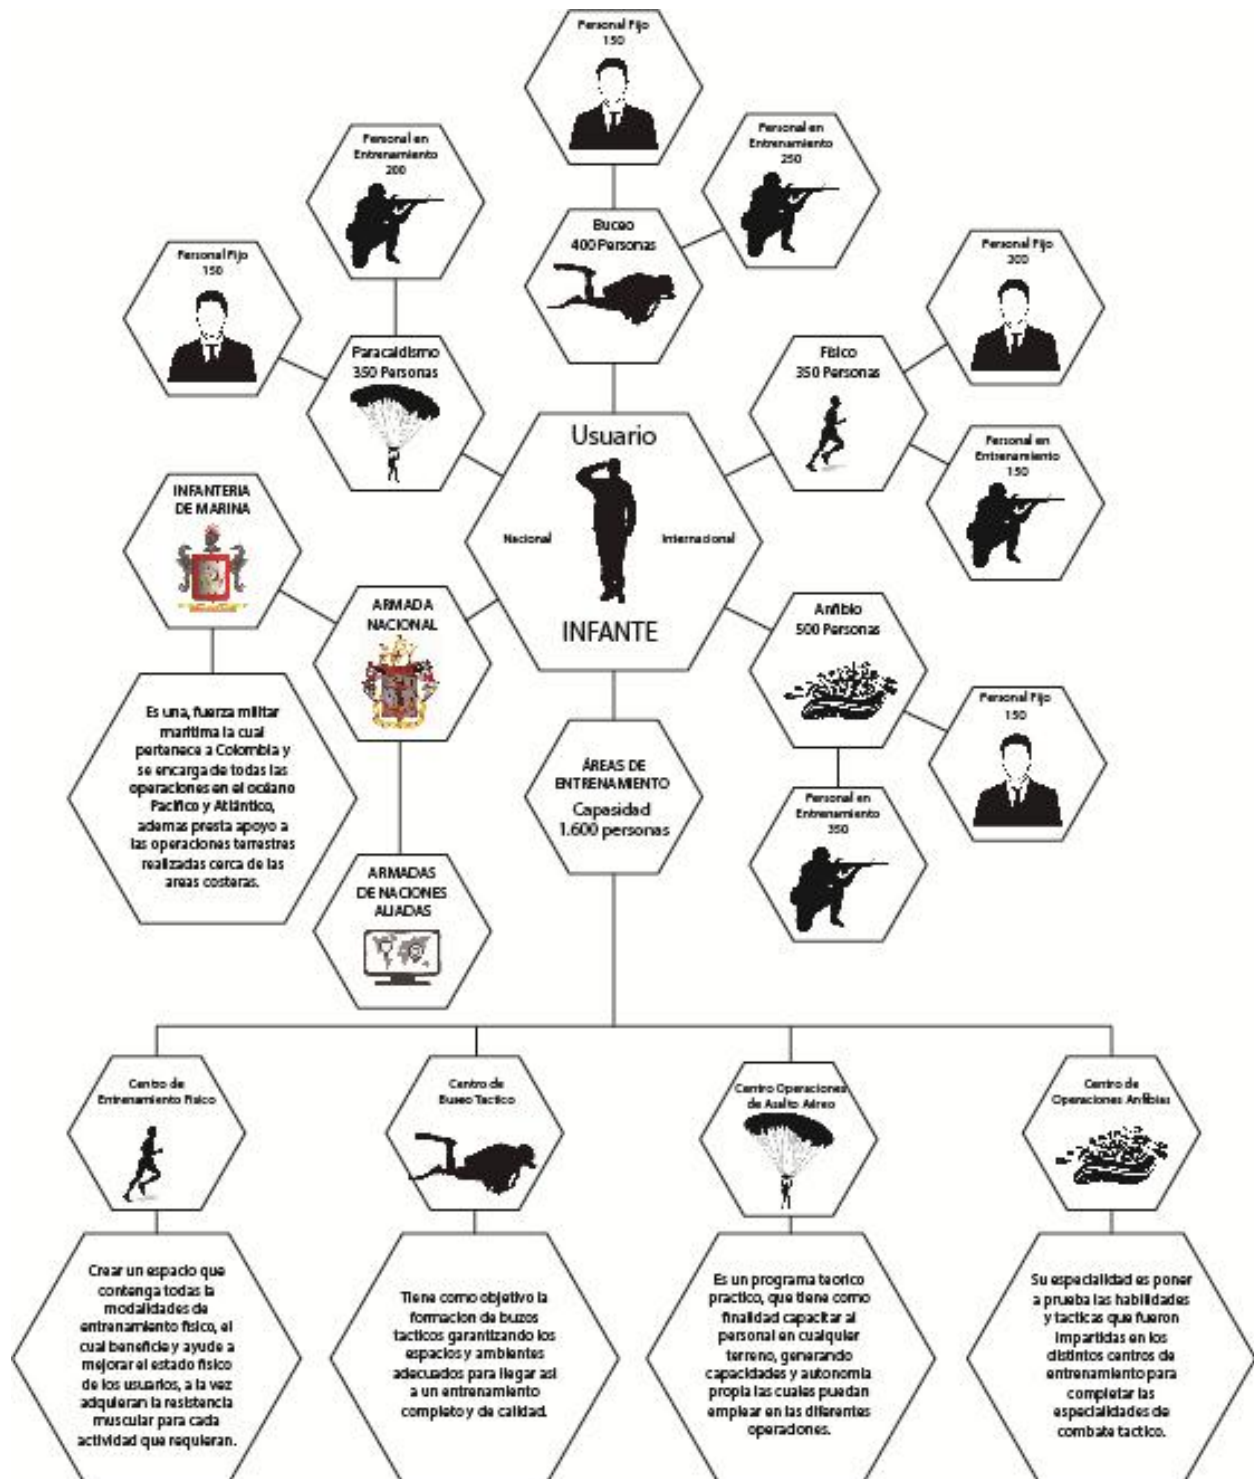 Personal Fijo
150
Personal en
Entrenamiento
200
Personal en
Entrenamiento
250
Buceo
400 Personas
Personal Fijo
150
Personal Fijo
200
Paracaidismo
350 Personas
Físico
350 Personas
Personal en
Entrenamiento
150
Usuario
Nacional
Internacional
INFANTE
INFANTERIA
DE MARINA
ARMADA
NACIONAL
Anfibio
500 Personas
Personal Fijo
150
Personal en
Entrenamiento
350
Es una, fuerza militar
maritima la cual
pertenece a Colombia y
se encarga de todas las
operaciones en el océano
Pacifico y Atlántico,
ademas presta apoyo a
las operaciones terrestres
realizadas cerca de las
areas costeras.
ÁREAS DE
ENTRENAMIENTO
Capasidad
1.600 personas
ARMADAS
DE NACIONES
ALIADAS
Centro de
Entrenamiento Fisico
Centro de
Buseo Tactico
Centro Operaciones
de Asalto Aéreo
Centro de
Operaciones Anfibias
Crear un espacio que
contenga todas la
modalidades de
entrenamiento fisico, el
cual beneficie y ayude a
mejorar el estado fisico
de los usuarios, a la vez
adquieran la resistencia
muscular para cada
actividad que requieran.
Tiene como objetivo la
formacion de buzos
tacticos garantizando los
espacios y ambientes
adecuados para llegar asi
a un entrenamiento
completo y de calidad.
Es un programa teorico
practico, que tiene como
finalidad capacitar al
personal en cualquier
terreno, generando
capacidades y autonomia
propia las cuales puedan
emplear en las diferentes
operaciones.
Su especialidad es poner
a prueba las habilidades
y tacticas que fueron
impartidas en los
distintos centros de
entrenamiento para
completar las
especialidades de
combate tactico.